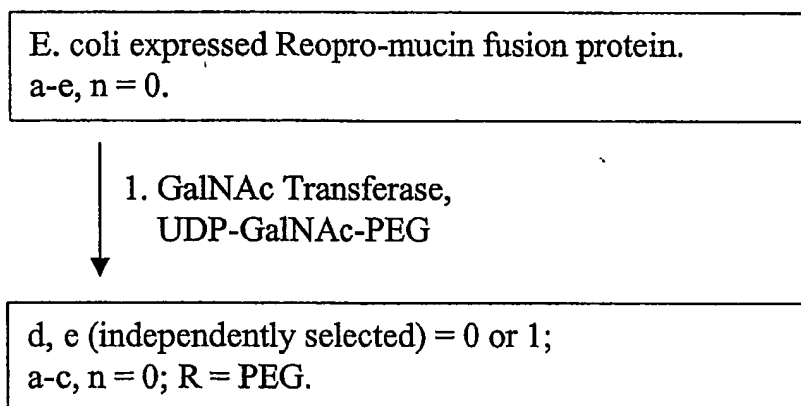 E. coli expressed Reopro-mucin fusion protein.
a-e, n = 0.
1. GalNAc Transferase,
UDP-GalNAc-PEG
d, e (independently selected) = 0 or 1;
a-c, n = 0; R = PEG.